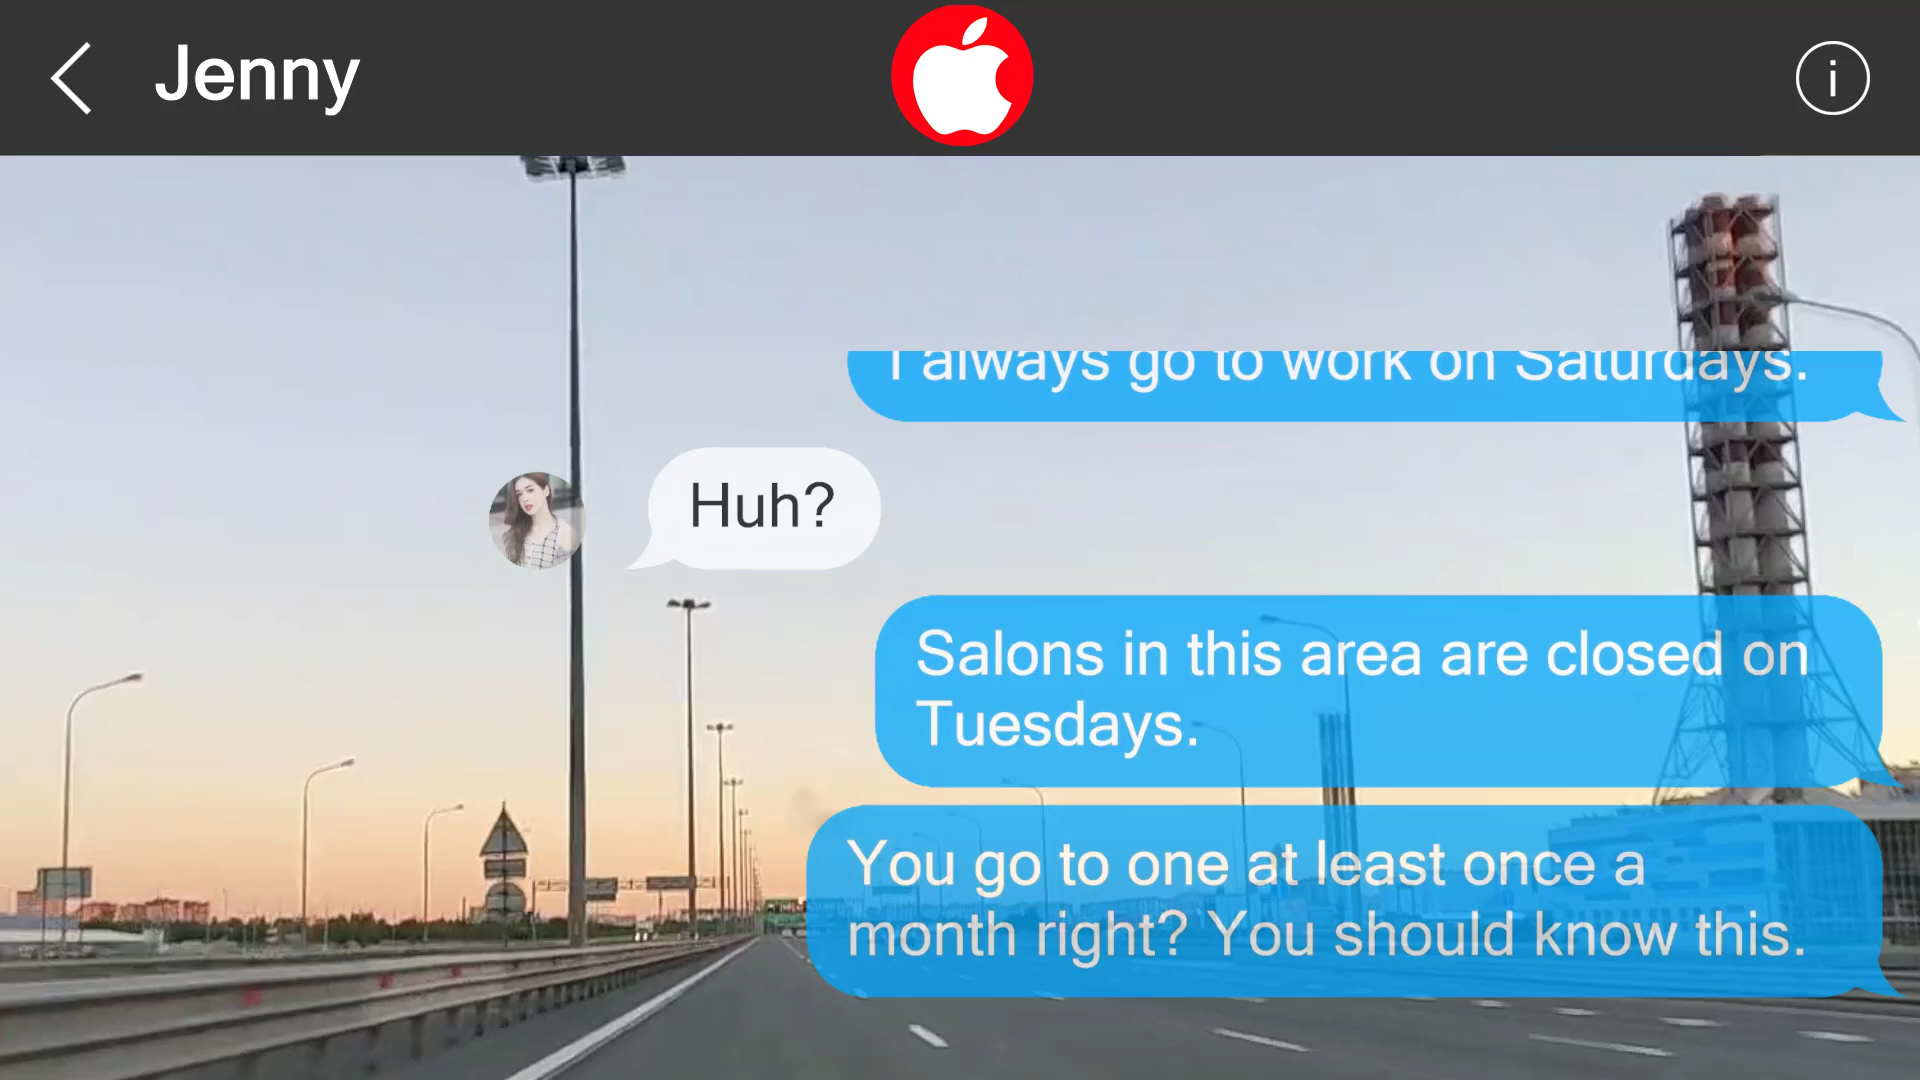 Jenny
I always go to work on Saturdays.
Huh?
Salons in this area are closed on
Tuesdays.
You go to one at least once a
month right? You should know this.